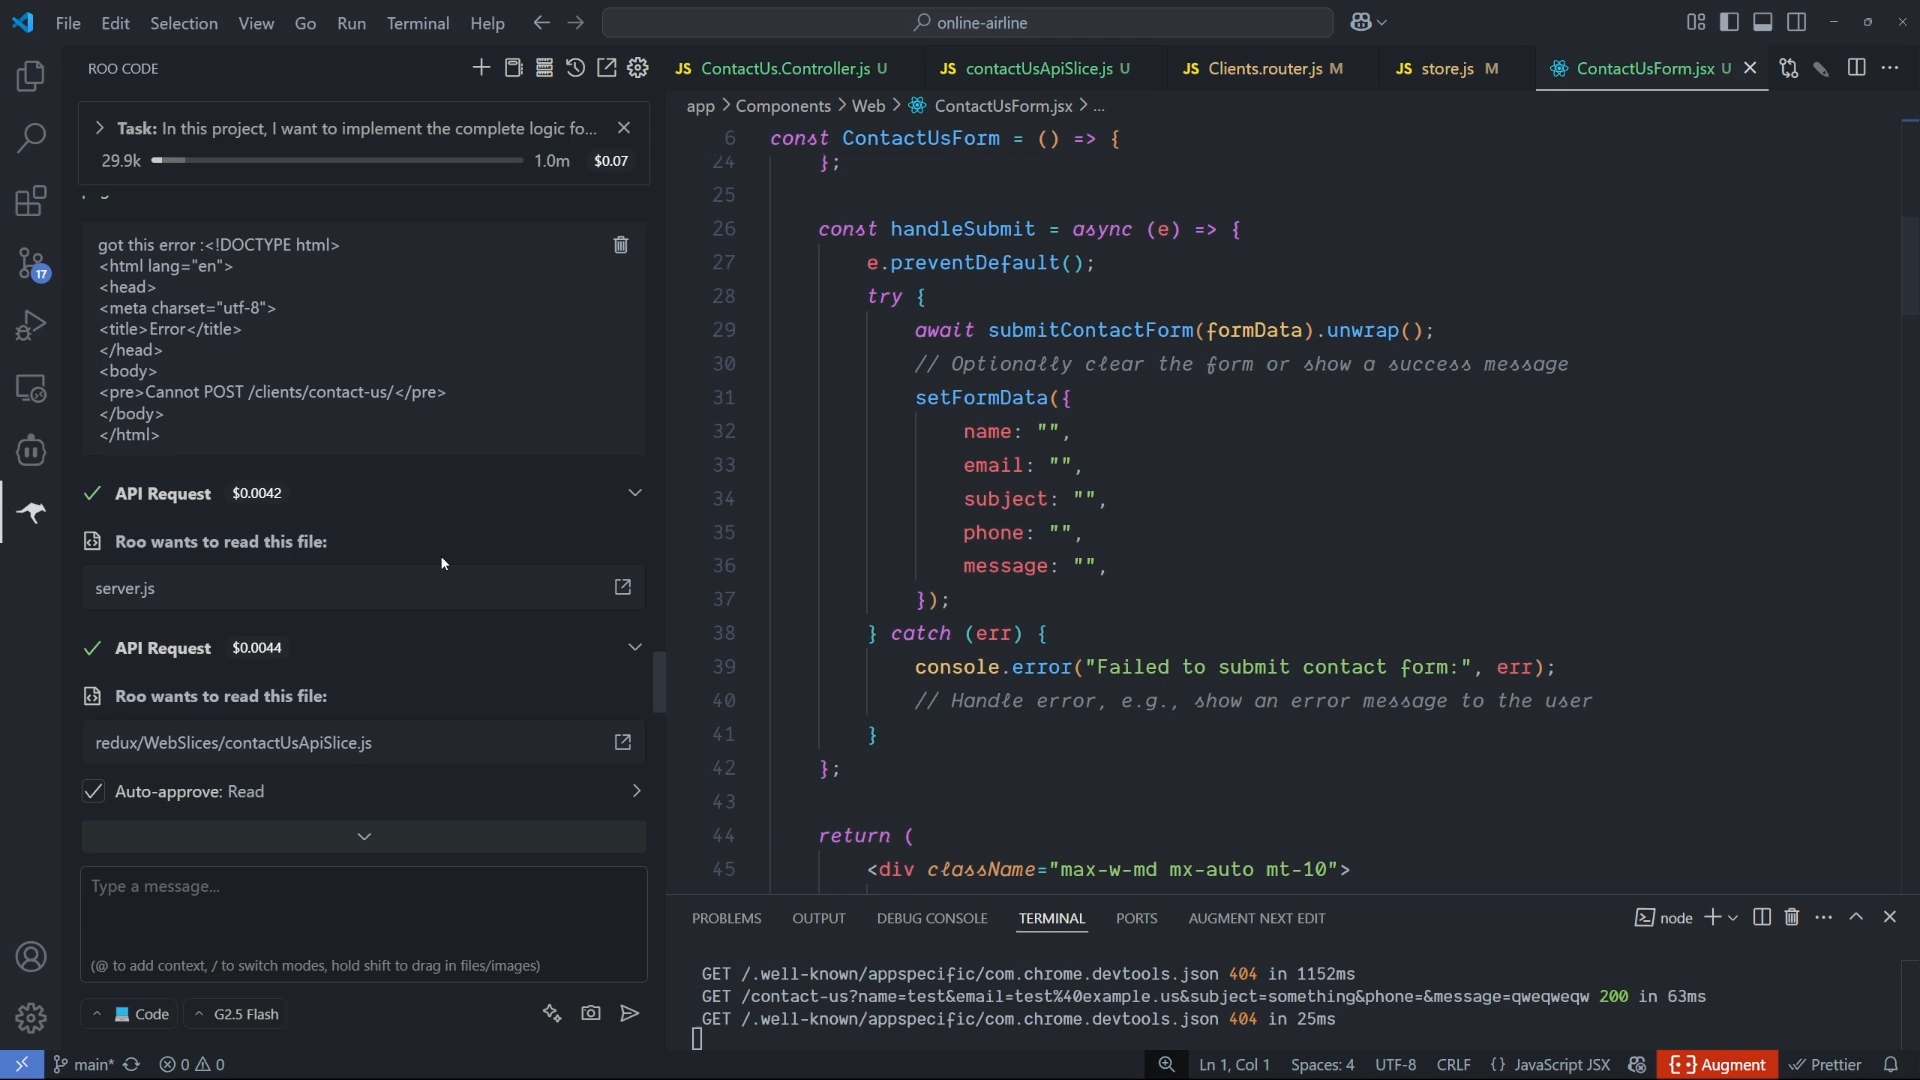 File Edit Selection View Go Run Terminal Help
online-airline
ROO CODE
Task: In this project, I want to implement the complete logic fo...
29.9k 1.0m $0.07
got this error :<!DOCTYPE html>
<html lang="en">
<head>
<meta charset="utf-8">
<title>Error</title>
</head>
<body>
<pre>Cannot POST /clients/contact-us/</pre>
</body>
</html>
API Request $0.0042
Roo wants to read this file:
server.js
API Request $0.0044
Roo wants to read this file:
redux/WebSlices/contactUsApiSlice.js
Auto-approve: Read
Type a message...
(@ to add context, / to switch modes, hold shift to drag in files/images)
Code G2.5 Flash
17
JS ContactUs.Controller.js U JS contactUsApiSlice.js U JS Clients.router.js M JS store.js M ContactUsForm.jsx U
app > Components > Web > ContactUsForm.jsx > ...
6 const ContactUsForm = () => {
24 };
25
26 const handleSubmit = async (e) => {
27 e.preventDefault();
28 try {
29 await submitContactForm(formData).unwrap();
30 // Optionally clear the form or show a success message
31 setFormData({
32 name: "",
33 email: "",
34 subject: "",
35 phone: "",
36 message: "",
37 });
38 } catch (err) {
39 console.error("Failed to submit contact form:", err);
40 // Handle error, e.g., show an error message to the user
41 }
42 };
43
44 return (
45 <div className="max-w-md mx-auto mt-10">
PROBLEMS OUTPUT DEBUG CONSOLE TERMINAL PORTS AUGMENT NEXT EDIT
node
GET /.well-known/appspecific/com.chrome.devtools.json 404 in 1152ms
GET /contact-us?name=test&email=test%40example.us&subject=something&phone=&message=qweqweqw 200 in 63ms
GET /.well-known/appspecific/com.chrome.devtools.json 404 in 25ms
main* 0 0 Ln 1, Col 1 Spaces: 4 UTF-8 CRLF {} JavaScript JSX Augment Prettier